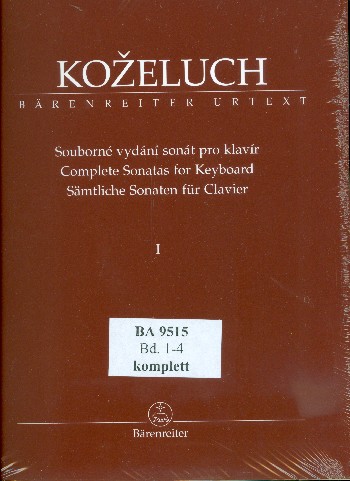 KOŽELUCH
BÄRENREITER URTEXT
Souborné vydání sonát pro klavír
Complete Sonatas for Keyboard
Sämtliche Sonaten für Clavier
I
BA 9515
Bd. 1-4
komplett
Bärenreiter